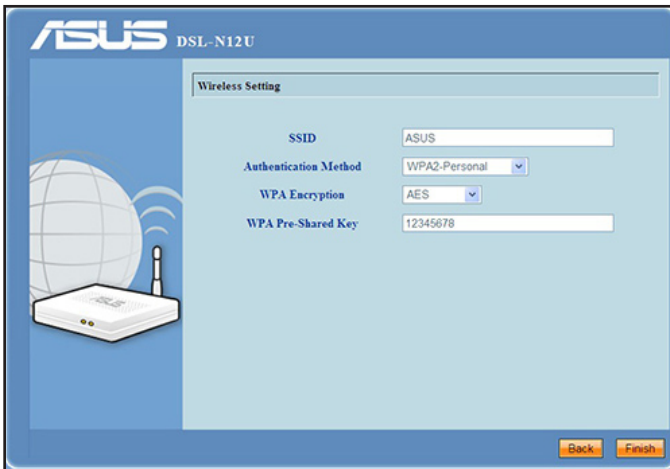 ASUS DSL-N12U
Wireless Setting
SSID ASUS
Authentication Method WPA2-Personal
WPA Encryption AES
WPA Pre-Shared Key 12345678
ASUS
Back Finish